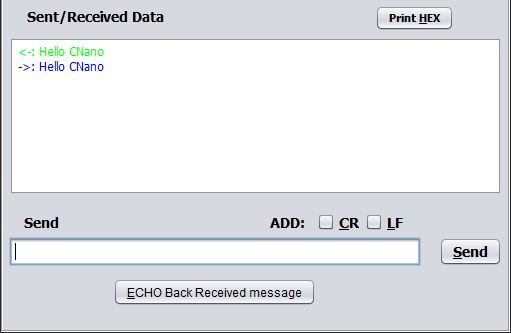 Sent/Received Data
Print HEX
<-: Hello CNano
->: Hello CNano
Send
ADD: CR LF
Send
ECHO Back Received message